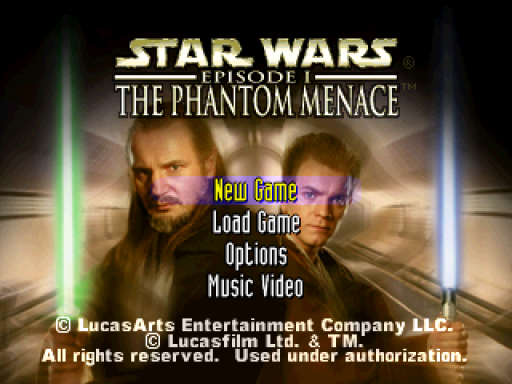 STAR WARS ®
EPISODE I
THE PHANTOM MENACE ™
New Game
Load Game
Options
Music Video
© LucasArts Entertainment Company LLC.
© Lucasfilm Ltd. & TM.
All rights reserved. Used under authorization.